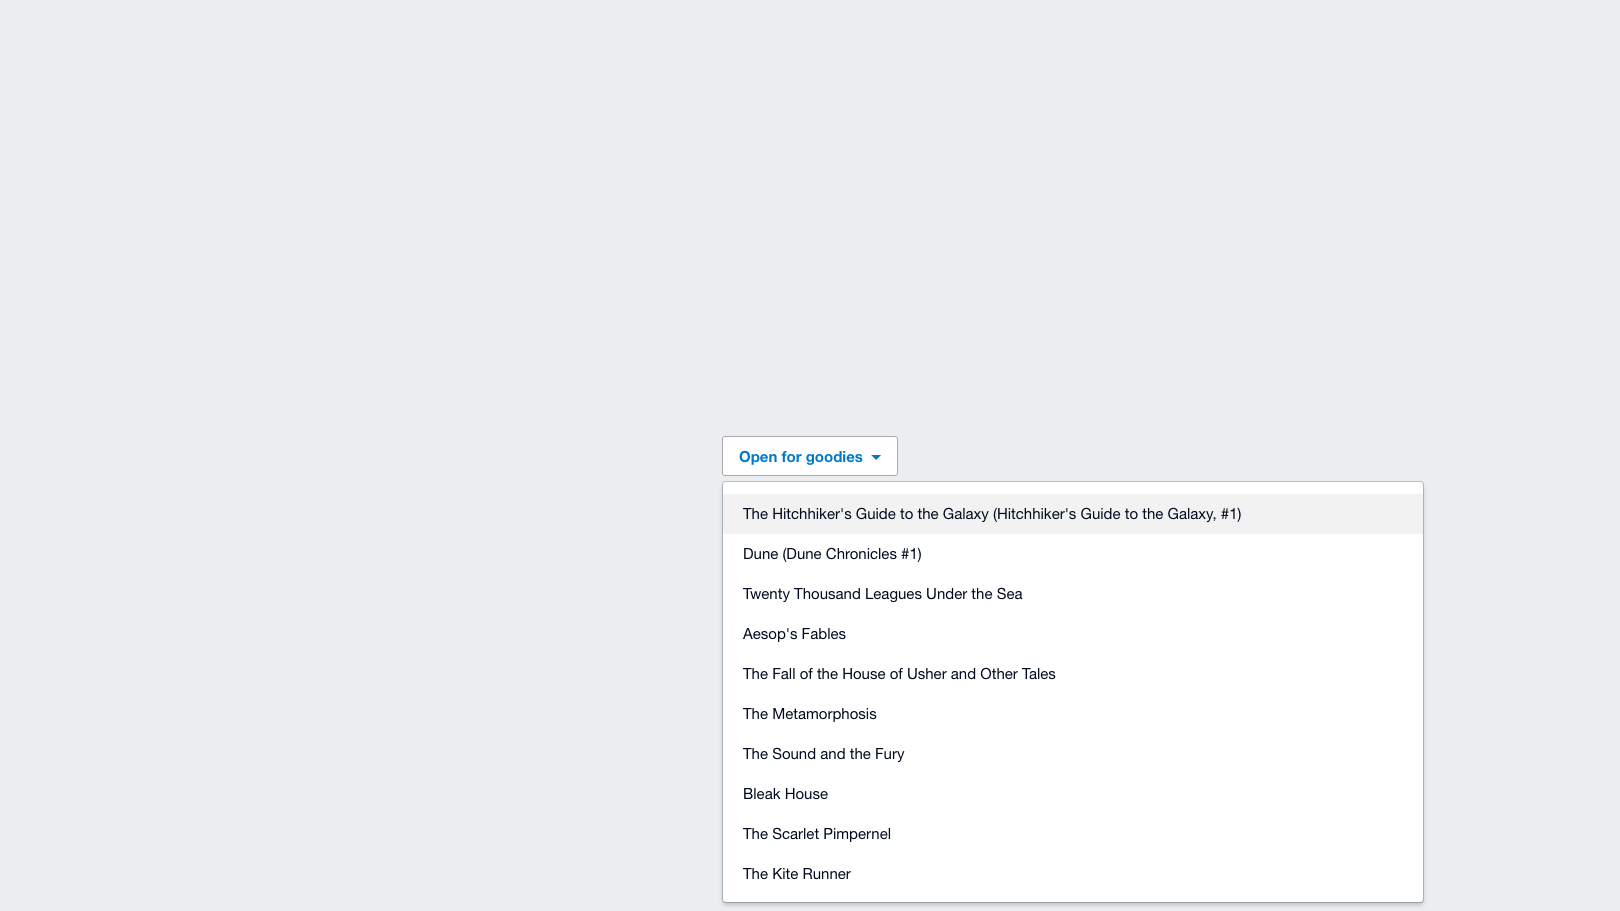 Open for goodies
The Hitchhiker's Guide to the Galaxy (Hitchhiker's Guide to the Galaxy, #1)
Dune (Dune Chronicles #1)
Twenty Thousand Leagues Under the Sea
Aesop's Fables
The Fall of the House of Usher and Other Tales
The Metamorphosis
The Sound and the Fury
Bleak House
The Scarlet Pimpernel
The Kite Runner